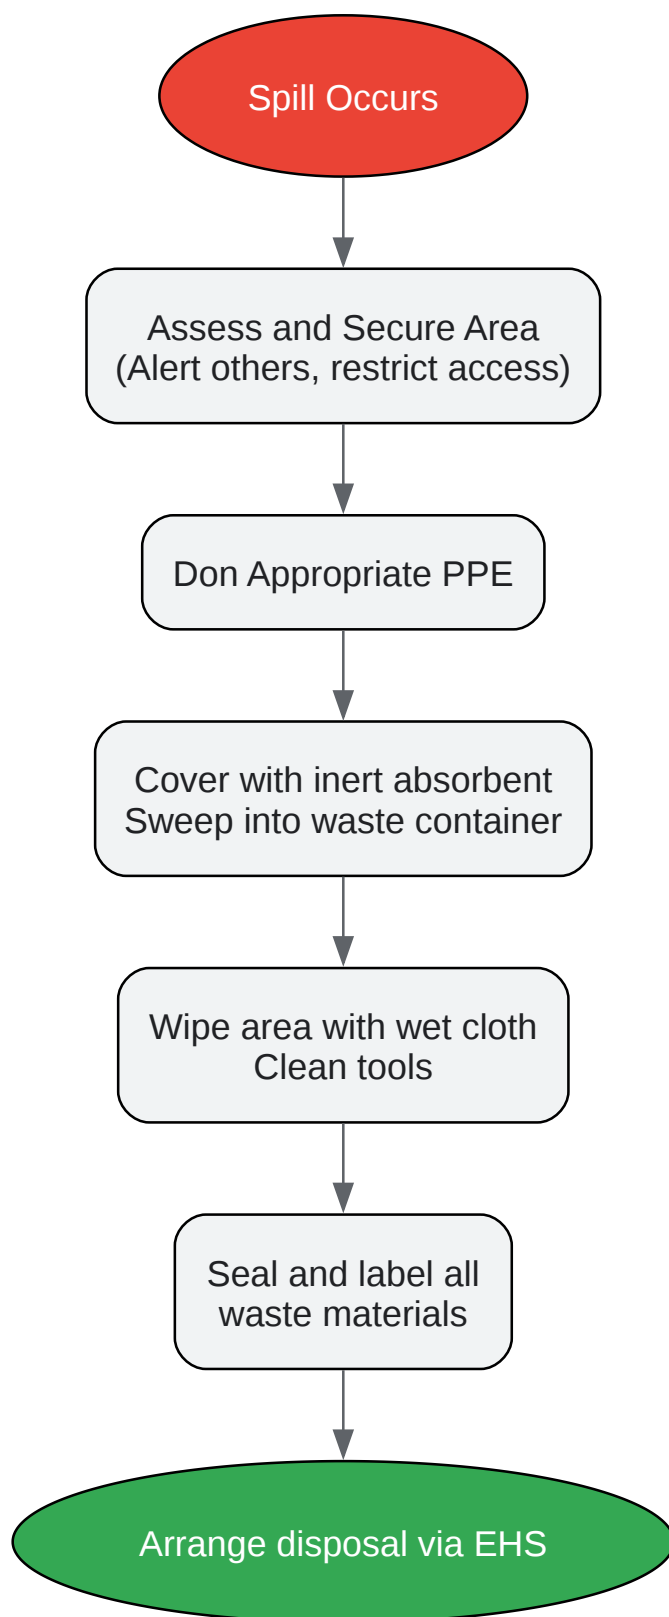 Spill Occurs
Assess and Secure Area
(Alert others, restrict access)
Don Appropriate PPE
Cover with inert absorbent
Sweep into waste container
Wipe area with wet cloth
Clean tools
Seal and label all
waste materials
Arrange disposal via EHS